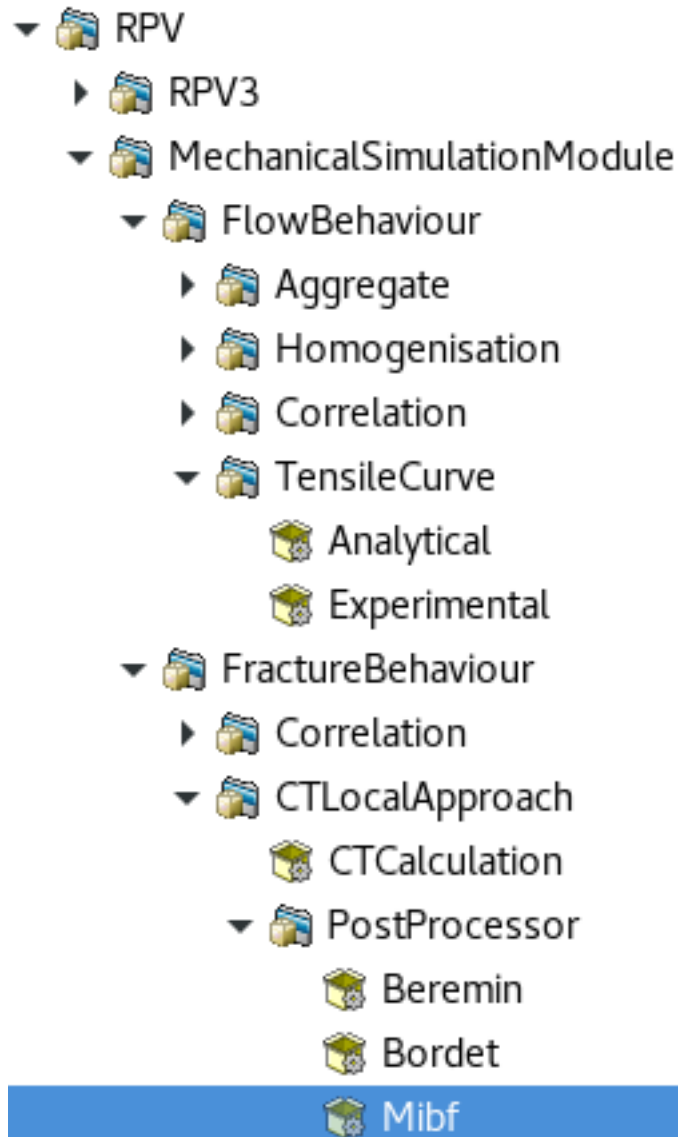 RPV
RPV3
MechanicalSimulationModule
FlowBehaviour
Aggregate
Homogenisation
Correlation
TensileCurve
Analytical
Experimental
FractureBehaviour
Correlation
CTLocalApproach
CTCalculation
PostProcessor
Beremin
Bordet
Mibf